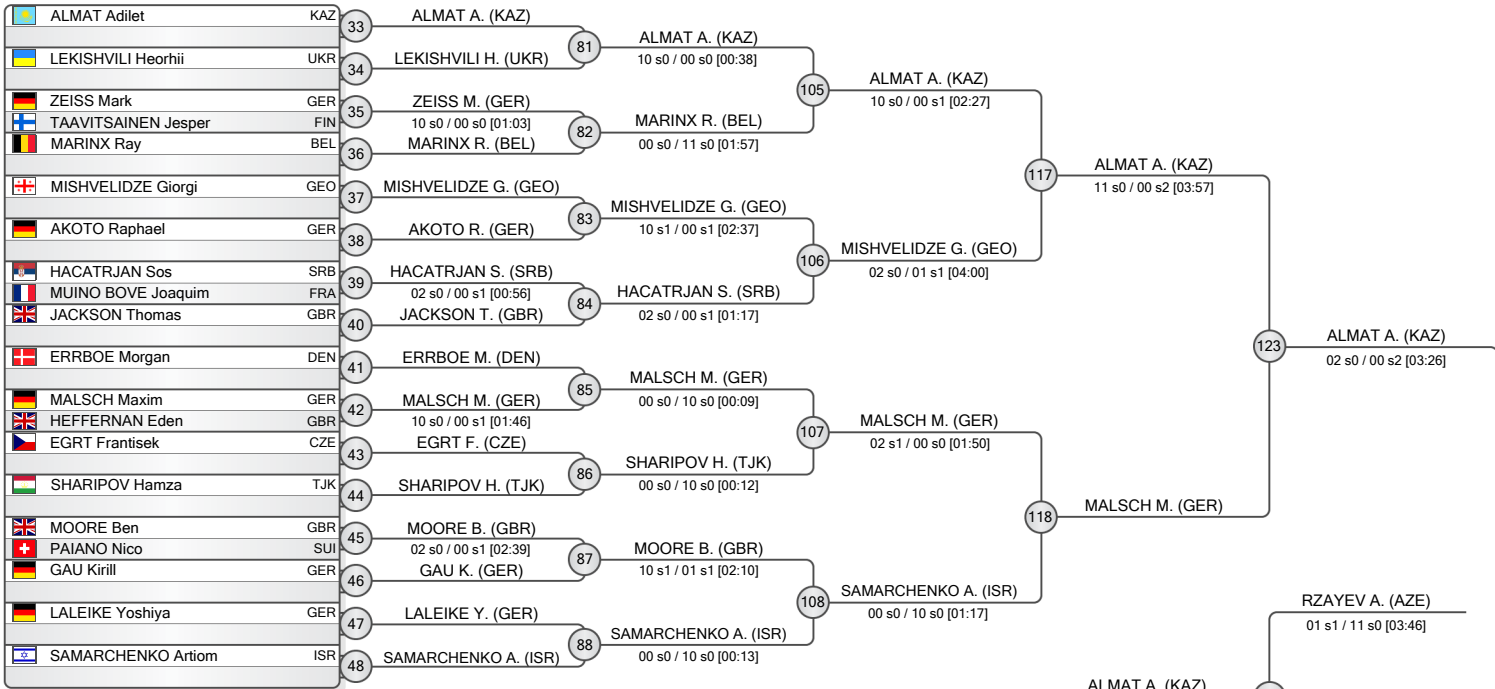 ALMAT Adilet KAZ
LEKISHVILI Heorhii UKR
ZEISS Mark GER
TAAVITSAINEN Jesper FIN
MARINX Ray BEL
MISHVELIDZE Giorgi GEO
AKOTO Raphael GER
HACATRJAN Sos SRB
MUINO BOVE Joaquim FRA
JACKSON Thomas GBR
ERRBOE Morgan DEN
MALSCH Maxim GER
HEFFERNAN Eden GBR
EGRT Frantisek CZE
SHARIPOV Hamza TJK
MOORE Ben GBR
PAIANO Nico SUI
GAU Kirill GER
LALEIKE Yoshiya GER
SAMARCHENKO Artiom ISR
33
34
35
36
37
38
39
40
41
42
43
44
45
46
47
48
ALMAT A. (KAZ)
LEKISHVILI H. (UKR)
ZEISS M. (GER)
10 s0 / 00 s0 [01:03]
MARINX R. (BEL)
MISHVELIDZE G. (GEO)
AKOTO R. (GER)
HACATRJAN S. (SRB)
02 s0 / 00 s1 [00:56]
JACKSON T. (GBR)
ERRBOE M. (DEN)
MALSCH M. (GER)
10 s0 / 00 s1 [01:46]
EGRT F. (CZE)
SHARIPOV H. (TJK)
MOORE B. (GBR)
02 s0 / 00 s1 [02:39]
GAU K. (GER)
LALEIKE Y. (GER)
SAMARCHENKO A. (ISR)
81
82
83
84
85
86
87
88
ALMAT A. (KAZ)
10 s0 / 00 s0 [00:38]
MARINX R. (BEL)
00 s0 / 11 s0 [01:57]
MISHVELIDZE G. (GEO)
10 s1 / 00 s1 [02:37]
HACATRJAN S. (SRB)
02 s0 / 00 s1 [01:17]
MALSCH M. (GER)
00 s0 / 10 s0 [00:09]
SHARIPOV H. (TJK)
00 s0 / 10 s0 [00:12]
MOORE B. (GBR)
10 s1 / 01 s1 [02:10]
SAMARCHENKO A. (ISR)
00 s0 / 10 s0 [00:13]
105
106
107
108
ALMAT A. (KAZ)
10 s0 / 00 s1 [02:27]
MISHVELIDZE G. (GEO)
02 s0 / 01 s1 [04:00]
MALSCH M. (GER)
02 s1 / 00 s0 [01:50]
SAMARCHENKO A. (ISR)
00 s0 / 10 s0 [01:17]
117
118
ALMAT A. (KAZ)
11 s0 / 00 s2 [03:57]
MALSCH M. (GER)
123
ALMAT A. (KAZ)
02 s0 / 00 s2 [03:26]
RZAYEV A. (AZE)
01 s1 / 11 s0 [03:46]
ALMAT A. (KAZ)